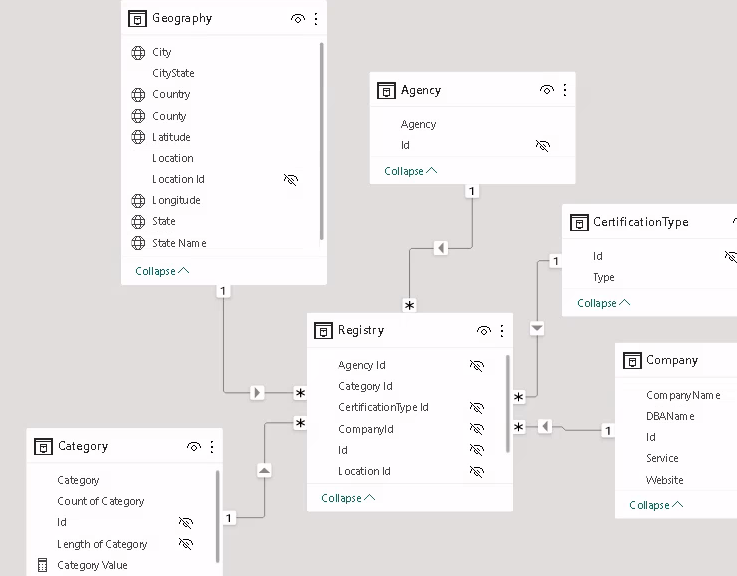 Geography
City
CityState
Country
County
Latitude
Location
Location Id
Longitude
State
State Name
Collapse
1
Agency
Agency
Id
Collapse
1
*
CertificationType
Id
Type
Collapse
1
*
Registry
Agency Id
Category Id
CertificationType Id
CompanyId
Id
Location Id
Collapse
*
*
*
Company
CompanyName
DBAName
Id
Service
Website
Collapse
1
Category
Category
Count of Category
Id
Length of Category
Category Value
1